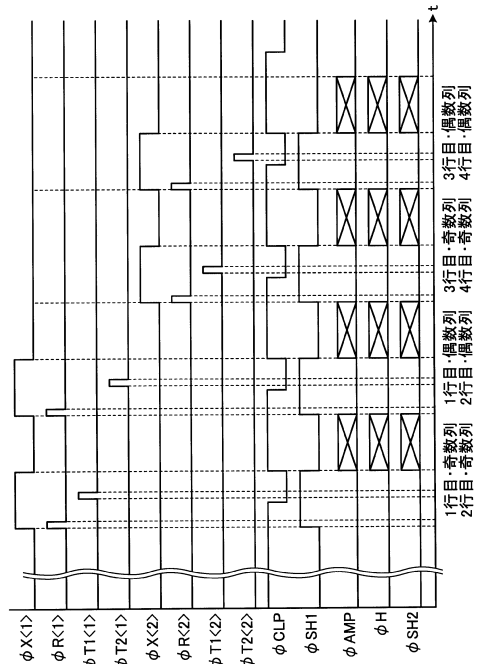 φX<1>
φR<1>
φT1<1>
φT2<1>
φX<2>
φR<2>
φT1<2>
φT2<2>
φCLP
φSH1
φAMP
φH
φSH2
1行目・奇数列
2行目・奇数列
1行目・偶数列
2行目・偶数列
3行目・奇数列
4行目・奇数列
3行目・偶数列
4行目・偶数列
t